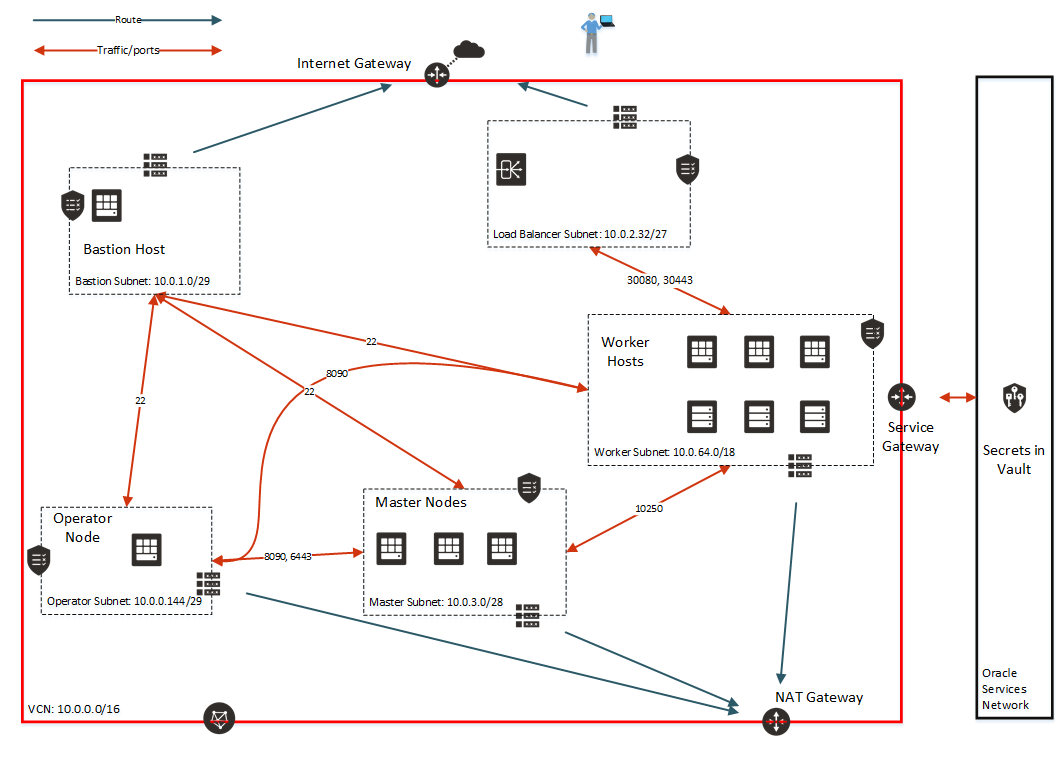 Route
Traffic/ports
Internet Gateway
Bastion Host
Bastion Subnet: 10.0.1.0/29
Load Balancer Subnet: 10.0.2.32/27
30080, 30443
Worker
Hosts
Worker Subnet: 10.0.64.0/18
22
8090
22
22
Service
Gateway
Secrets in
Vault
Master Nodes
Master Subnet: 10.0.3.0/28
10250
Operator
Node
Operator Subnet: 10.0.0.144/29
8090, 6443
NAT Gateway
VCN: 10.0.0.0/16
Oracle
Services
Network